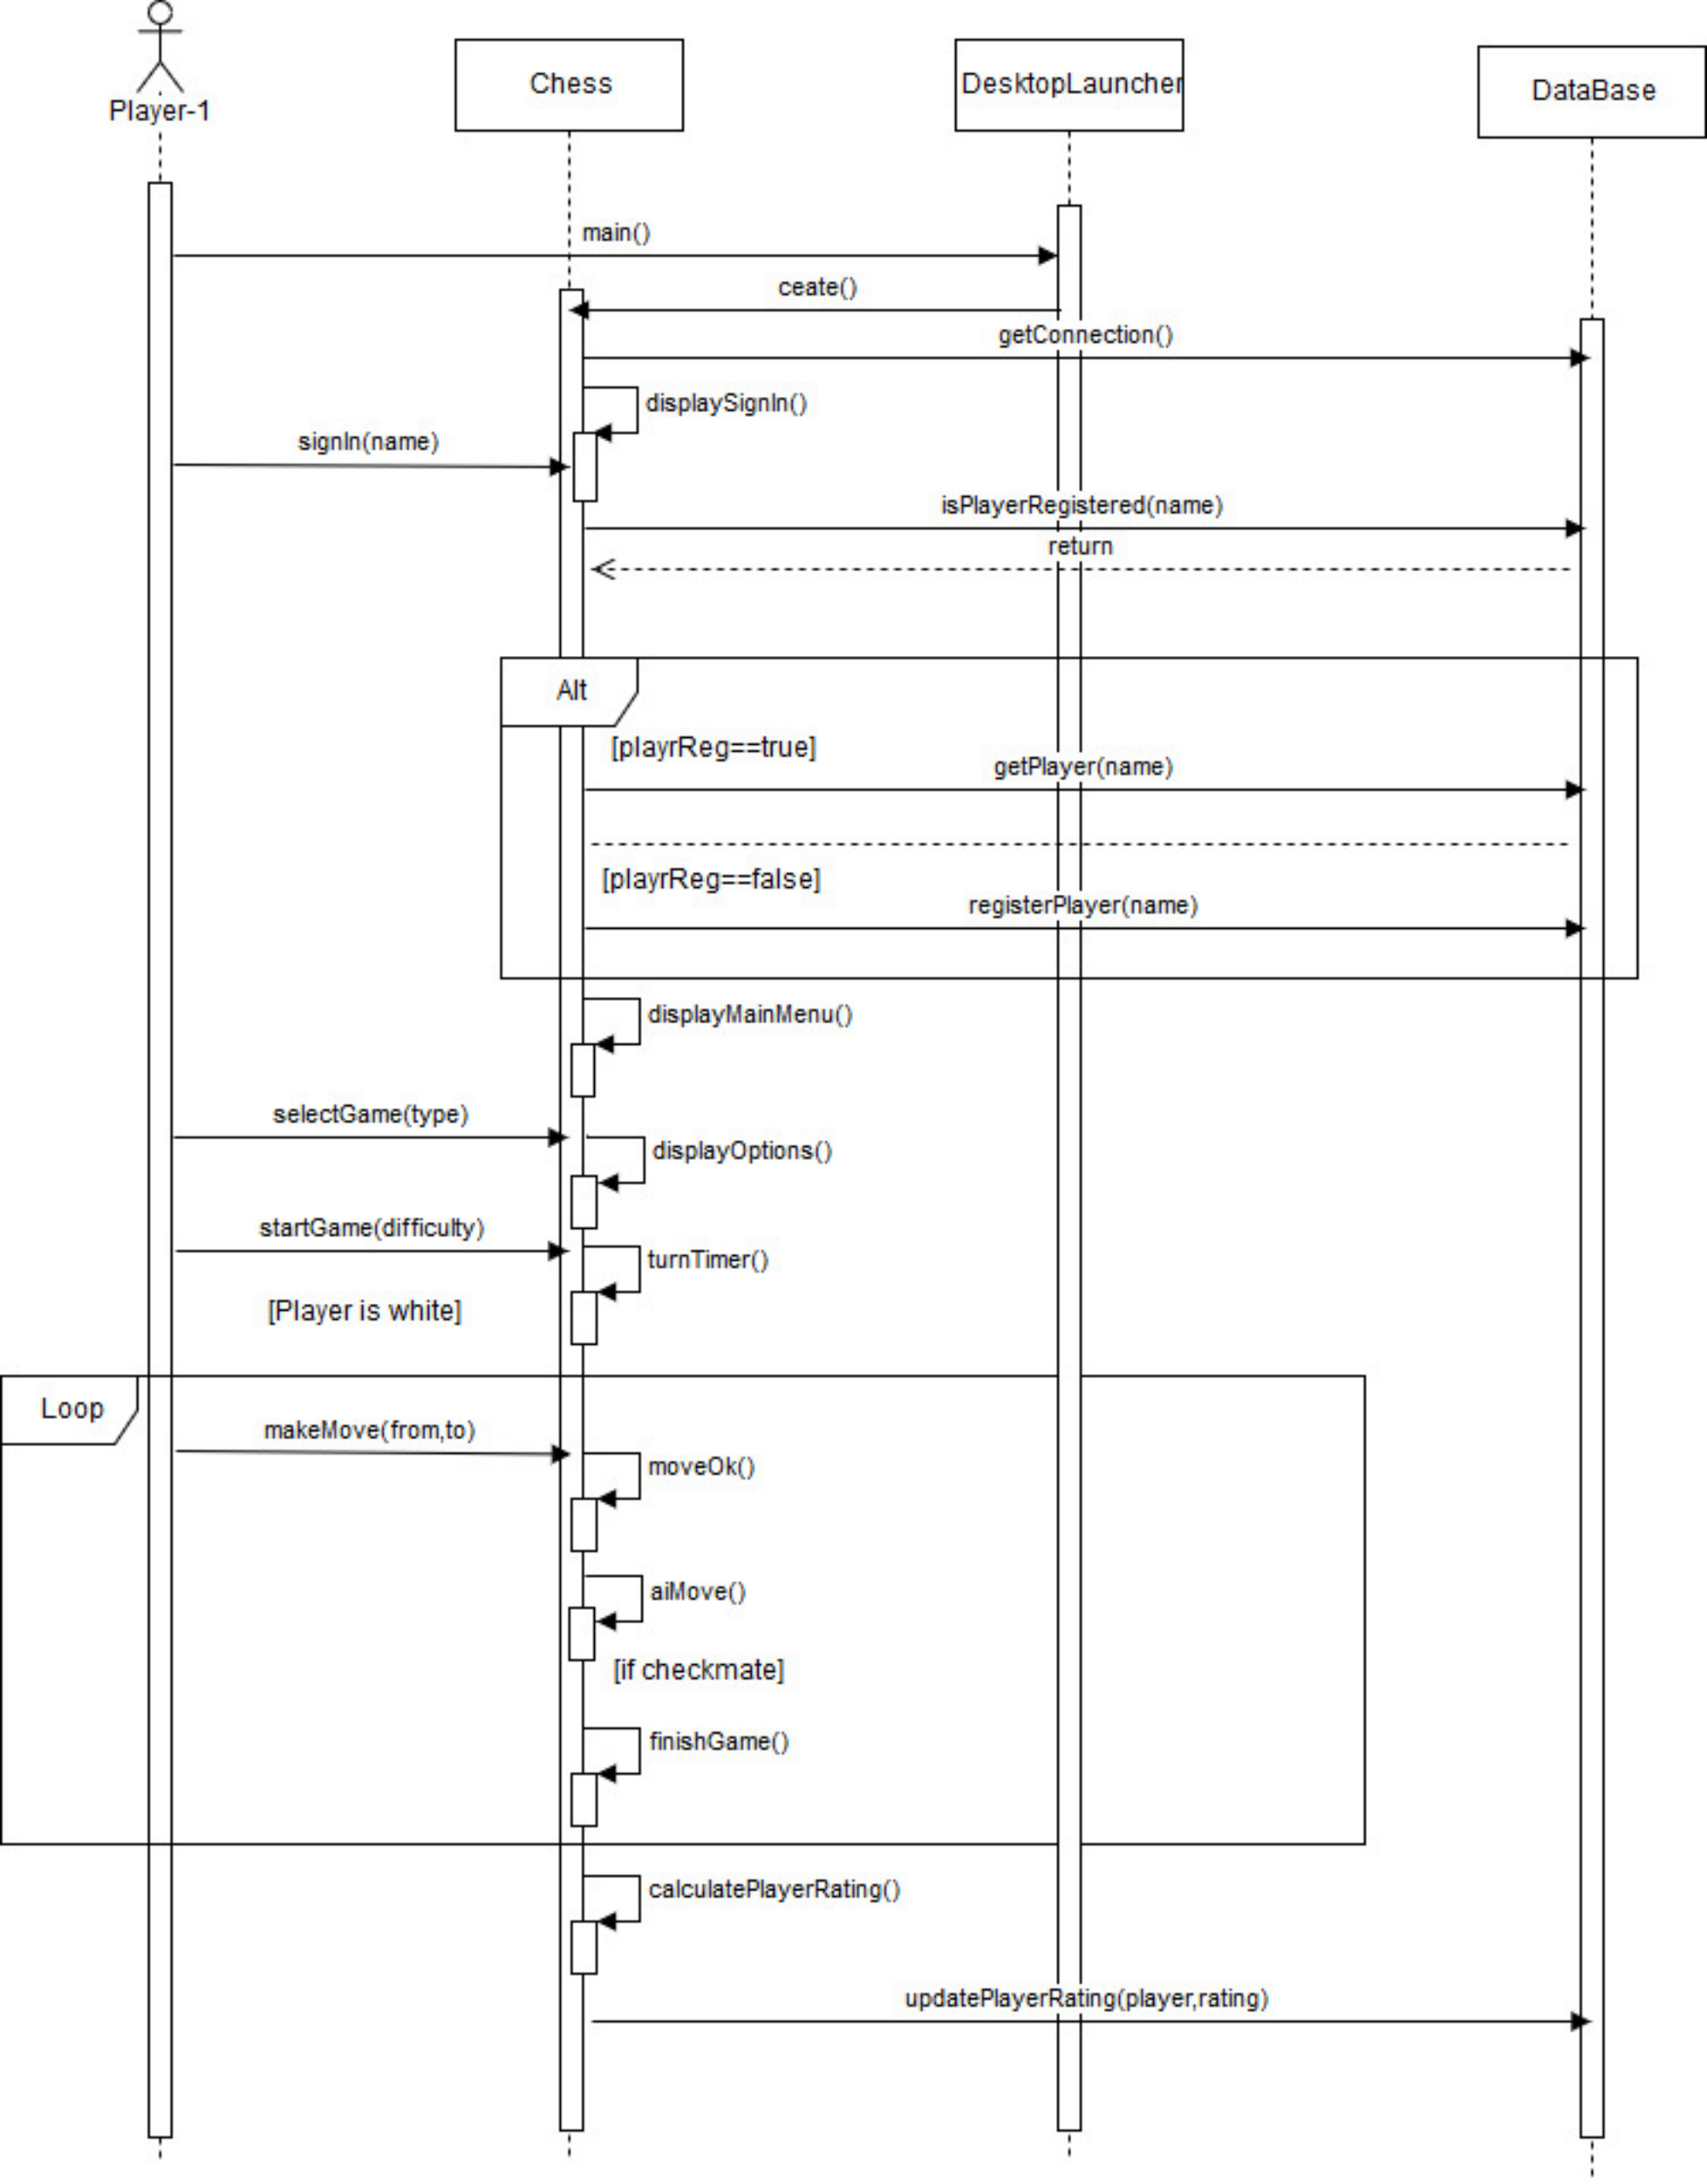 Player-1
Chess
DesktopLauncher
DataBase
main()
ceate()
getConnection()
displaySignIn()
signIn(name)
isPlayerRegistered(name)
return
Alt
[playrReg==true]
getPlayer(name)
[playrReg==false]
registerPlayer(name)
displayMainMenu()
selectGame(type)
displayOptions()
startGame(difficulty)
turnTimer()
[Player is white]
Loop
makeMove(from,to)
moveOk()
aiMove()
[if checkmate]
finishGame()
calculatePlayerRating()
updatePlayerRating(player,rating)